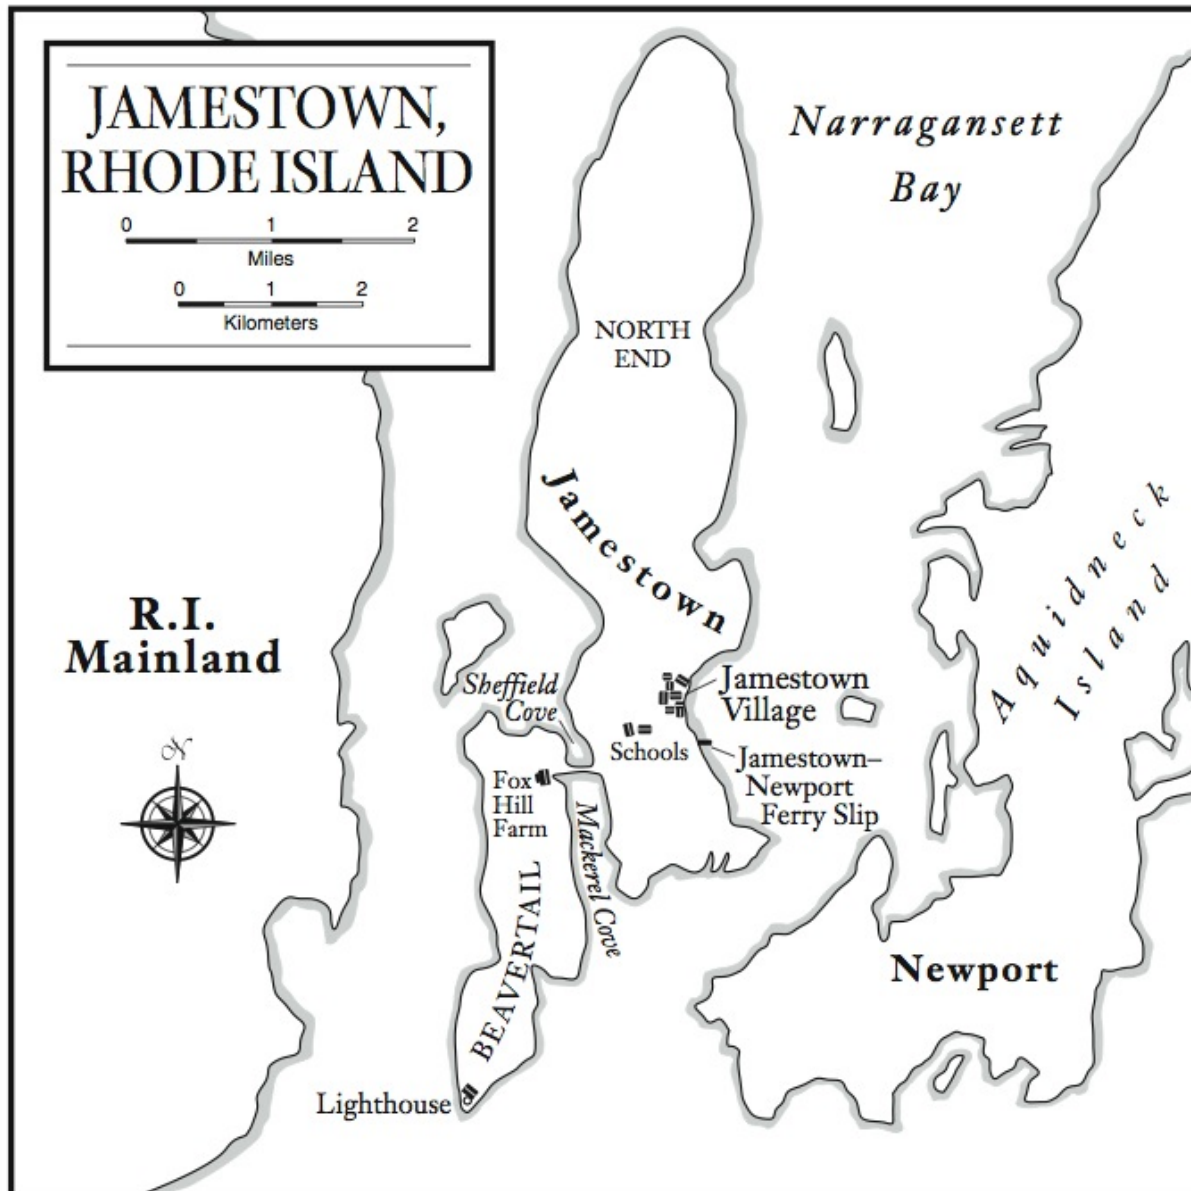 JAMESTOWN,
RHODE ISLAND
0 1 2
Miles
0 1 2
Kilometers
Narragansett
Bay
NORTH
END
Jamestown
Aquidneck
Island
R.I.
Mainland
Sheffield
Cove
Jamestown
Village
Schools
Jamestown–
Newport
Ferry Slip
N
Fox
Hill
Farm
Mackerel Cove
BEAVERTAIL
Newport
Lighthouse